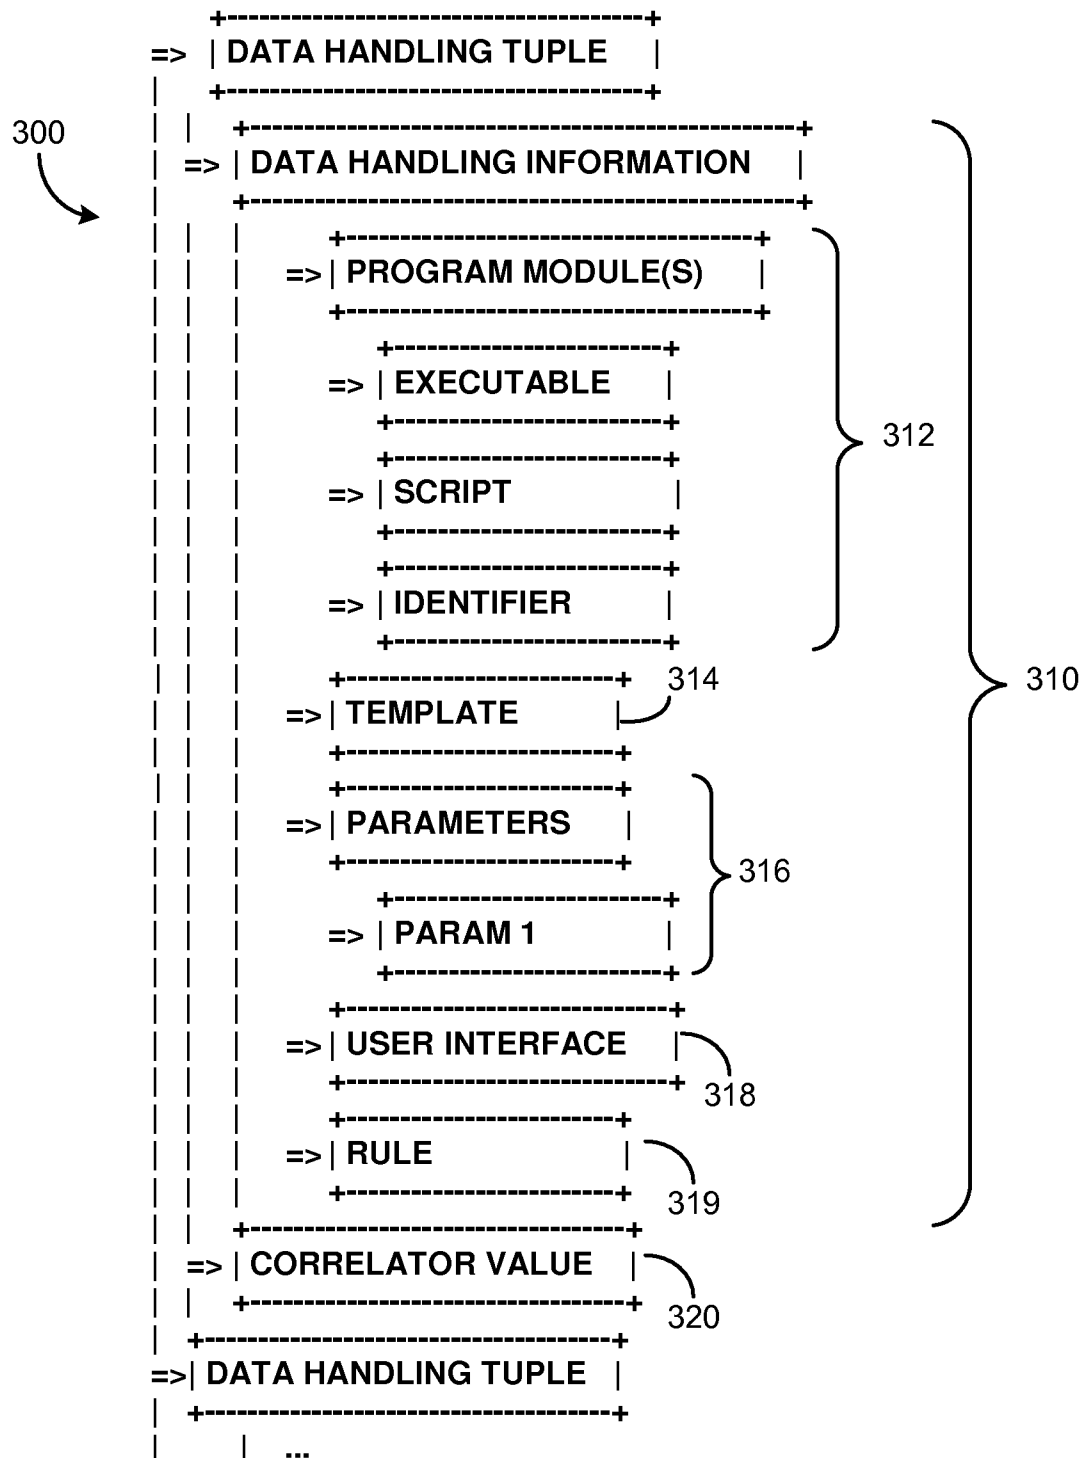 => | DATA HANDLING TUPLE |
300
=> | DATA HANDLING INFORMATION |
=> | PROGRAM MODULE(S) |
=> | EXECUTABLE |
312
=> | SCRIPT |
=> | IDENTIFIER |
314
310
=> | TEMPLATE |
=> | PARAMETERS |
316
=> | PARAM 1 |
=> | USER INTERFACE |
318
=> | RULE |
319
=> | CORRELATOR VALUE |
320
=> | DATA HANDLING TUPLE |
...